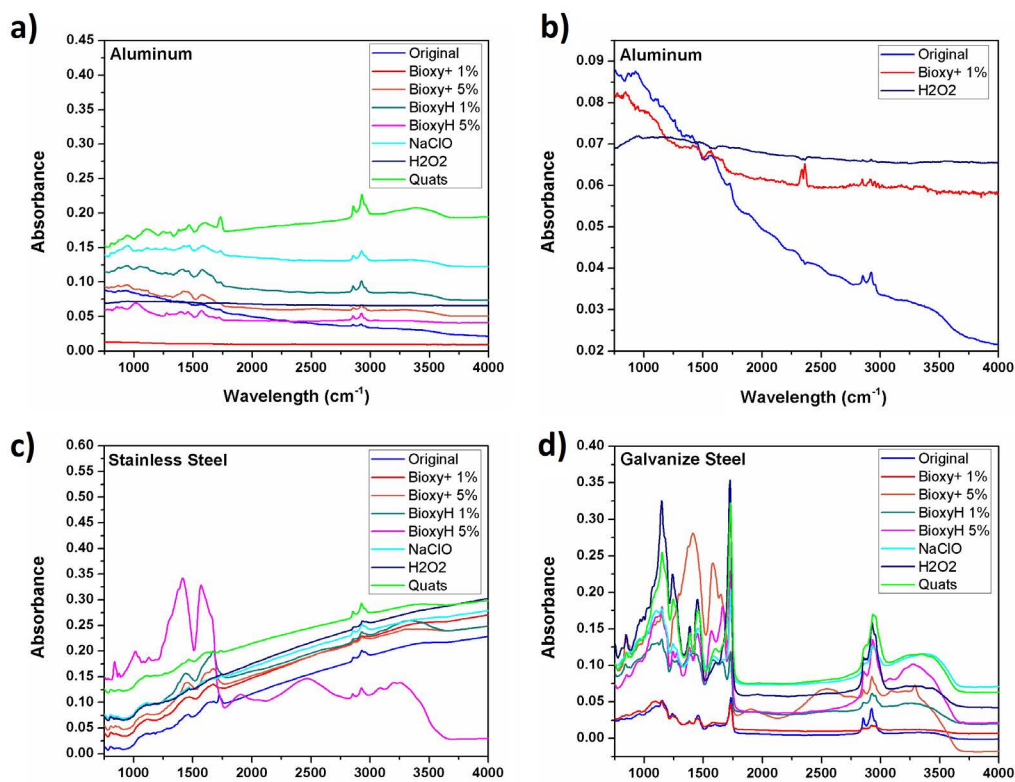 a)
Aluminum
Original
Bioxy+ 1%
Bioxy+ 5%
BioxyH 1%
BioxyH 5%
NaClO
H2O2
Quats
0.45
0.40
0.35
0.30
0.25
0.20
0.15
0.10
0.05
0.00
Absorbance
1000 1500 2000 2500 3000 3500 4000
Wavelength (cm-1)
b)
Aluminum
Original
Bioxy+ 1%
H2O2
0.09
0.08
0.07
0.06
0.05
0.04
0.03
0.02
Absorbance
1000 1500 2000 2500 3000 3500 4000
Wavelength (cm-1)
c)
Stainless Steel
Original
Bioxy+ 1%
Bioxy+ 5%
BioxyH 1%
BioxyH 5%
NaClO
H2O2
Quats
0.60
0.55
0.50
0.45
0.40
0.35
0.30
0.25
0.20
0.15
0.10
0.05
0.00
Absorbance
1000 1500 2000 2500 3000 3500 4000
d)
Galvanize Steel
Original
Bioxy+ 1%
Bioxy+ 5%
BioxyH 1%
BioxyH 5%
NaClO
H2O2
Quats
0.40
0.35
0.30
0.25
0.20
0.15
0.10
0.05
0.00
Absorbance
1000 1500 2000 2500 3000 3500 4000